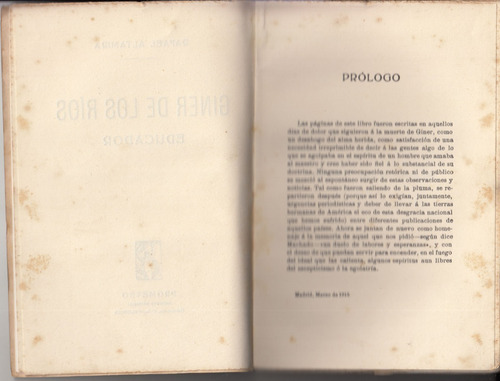 RAFAEL ALTAMIRA
GINER DE LOS RÍOS
EDUCADOR
PROMETEO
PRÓLOGO
Las páginas de este libro fueron escritas en aquellos
días de dolor que siguieron á la muerte de Giner, como
un desahogo del alma herida, como satisfacción de una
necesidad irreprimible de decir á las gentes algo de lo
que se agolpaba en el espíritu de un hombre que amaba
al maestro y cree haber sido fiel á lo substancial de su
doctrina. Ninguna preocupación retórica ni de público
se mezcló al espontáneo surgir de estas observaciones y
noticias. Tal como fueron saliendo de la pluma, se re-
partieron después (porque así lo exigían, juntamente,
urgencias periodísticas y deber de llevar á las tierras
hermanas de América el eco de esta desgracia nacional
que hemos sufrido) entre diferentes publicaciones de
aquellos países. Ahora se juntan de nuevo como home-
naje á la memoria de aquel que nos pidió—según dice
Machado—«un duelo de labores y esperanzas», y con
el deseo de que puedan servir para encender, en el fuego
del ideal que las calienta, algunos espíritus aun libres
del escepticismo ó la egolatría.
Madrid, Marzo de